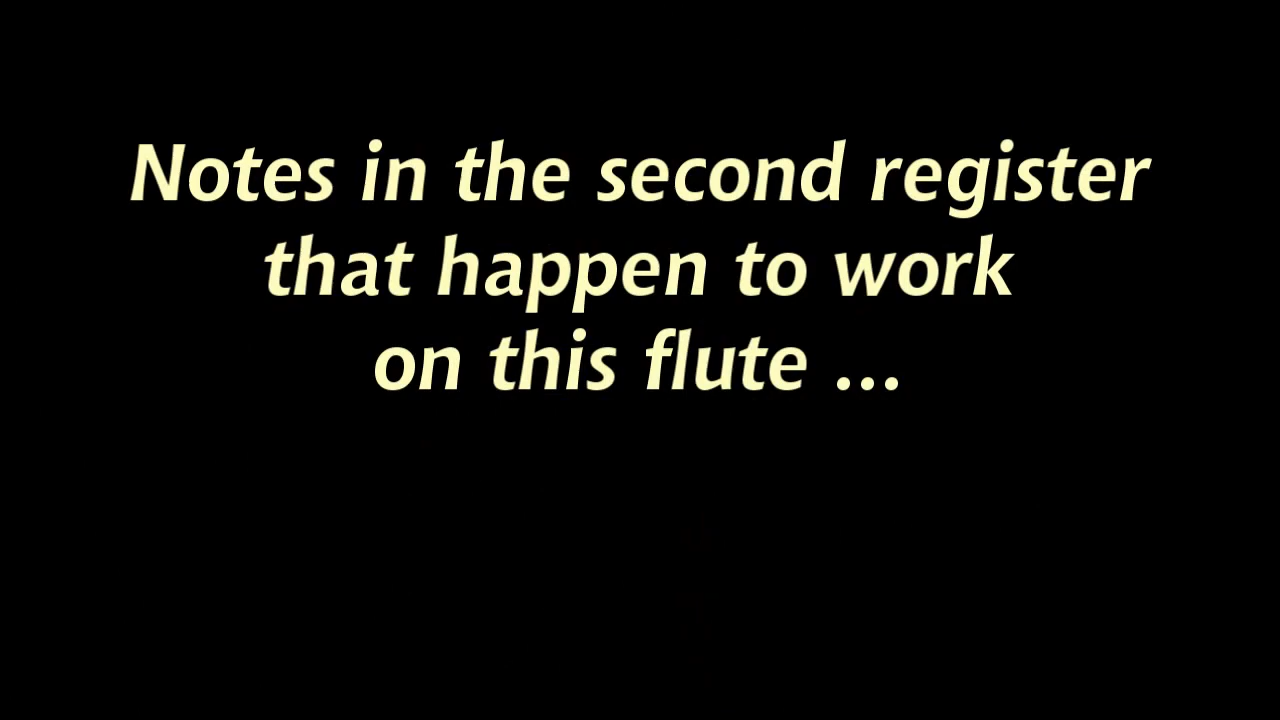 Notes in the second register
that happen to work
on this flute ...